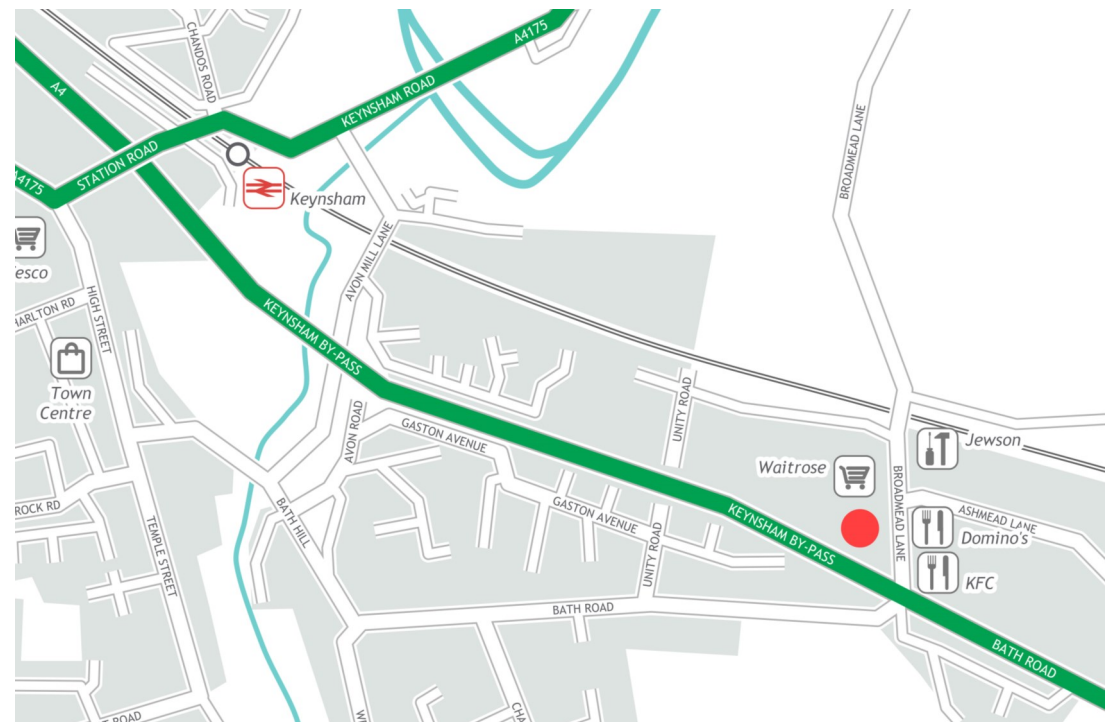 CHANDOS ROAD
A4175
A4
KEYNSHAM ROAD
BROADMEAD LANE
STATION ROAD
A4175
Keynsham
esco
AVON MILL LANE
HARLTON RD
HIGH STREET
KEYNSHAM BY-PASS
Town
Centre
UNITY ROAD
AVON ROAD
GASTON AVENUE
Jewson
Waitrose
BROADMEAD LANE
ROCK RD
BATH HILL
GASTON AVENUE
KEYNSHAM BY-PASS
ASHMEAD LANE
Domino's
TEMPLE STREET
UNITY ROAD
KFC
BATH ROAD
BATH ROAD
ROAD